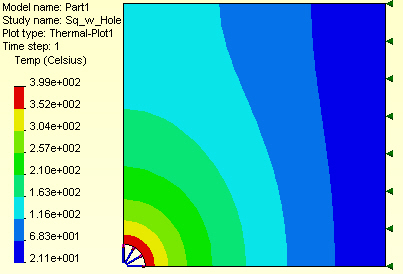 Model name: Part1
Study name: Sq_w_Hole
Plot type: Thermal-Plot1
Time step: 1
Temp (Celsius)
3.99e+002
3.52e+002
3.04e+002
2.57e+002
2.10e+002
1.63e+002
1.16e+002
6.83e+001
2.11e+001